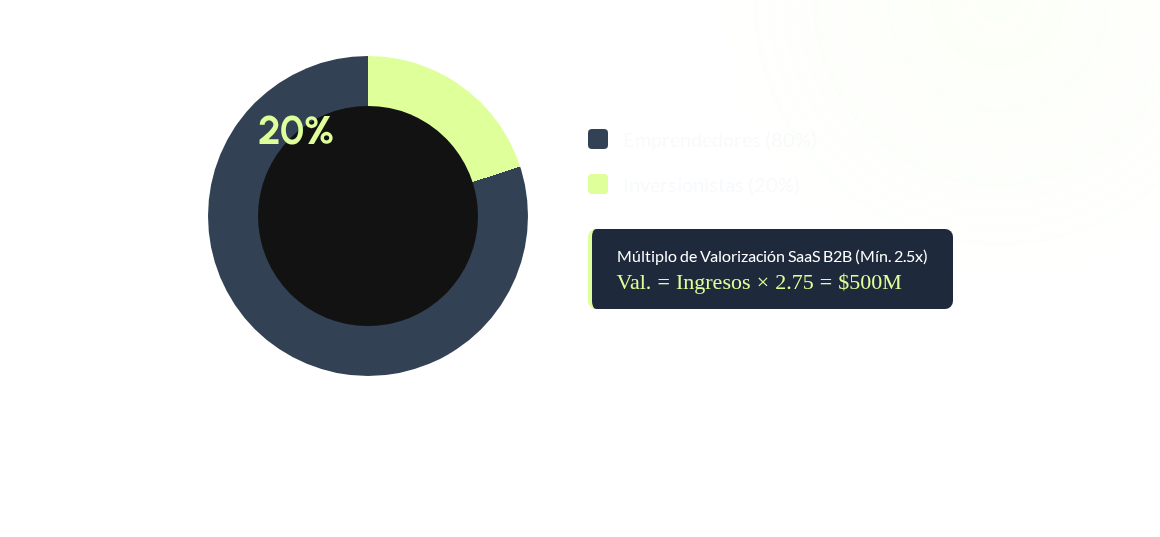 20%
Emprendedores (80%)
Inversionistas (20%)
Múltiplo de Valorización SaaS B2B (Mín. 2.5x)
Val. = Ingresos × 2.75 = $500M